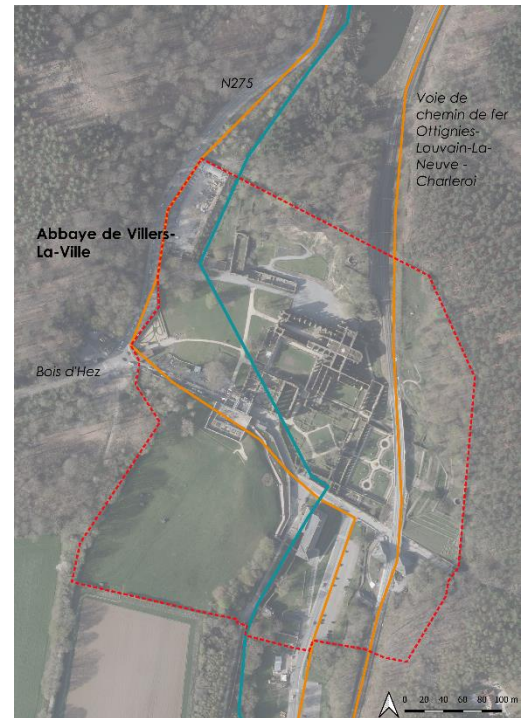 N275
Voie de
chemin de fer
Ottignies-
Louvain-La-
Neuve -
Charleroi
Abbaye de Villers-
La-Ville
Bois d'Hez
0 20 40 60 80 100 m